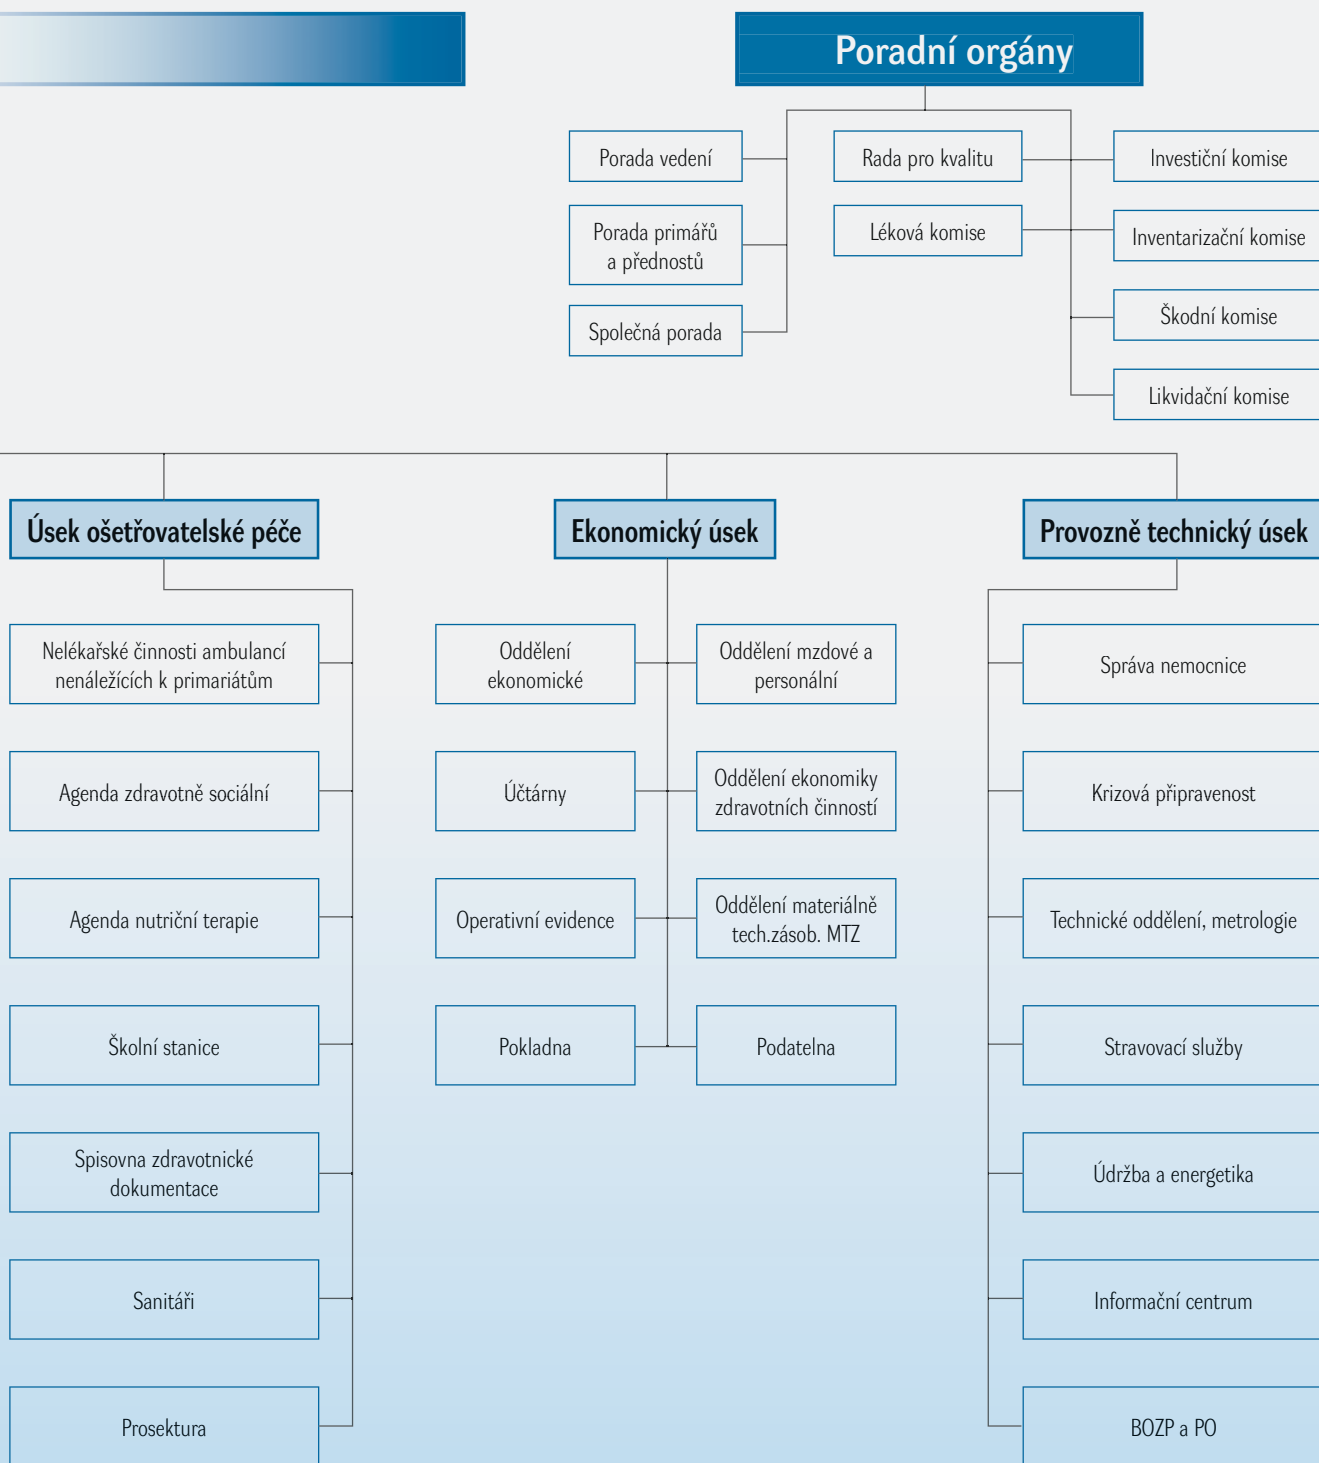 Poradní orgány
Porada vedení
Rada pro kvalitu
Investiční komise
Porada primářů
a přednostů
Léková komise
Inventarizační komise
Společná porada
Škodní komise
Likvidační komise
Úsek ošetřovatelské péče
Ekonomický úsek
Provozně technický úsek
Nelékařské činnosti ambulancí
nenáležících k primariátům
Oddělení
ekonomické
Oddělení mzdové a
personální
Správa nemocnice
Agenda zdravotně sociální
Účtárny
Oddělení ekonomiky
zdravotních činností
Krizová připravenost
Agenda nutriční terapie
Operativní evidence
Oddělení materiálně
tech.zásob. MTZ
Technické oddělení, metrologie
Školní stanice
Pokladna
Podatelna
Stravovací služby
Spisovna zdravotnické
dokumentace
Údržba a energetika
Sanitáři
Informační centrum
Prosektura
BOZP a PO